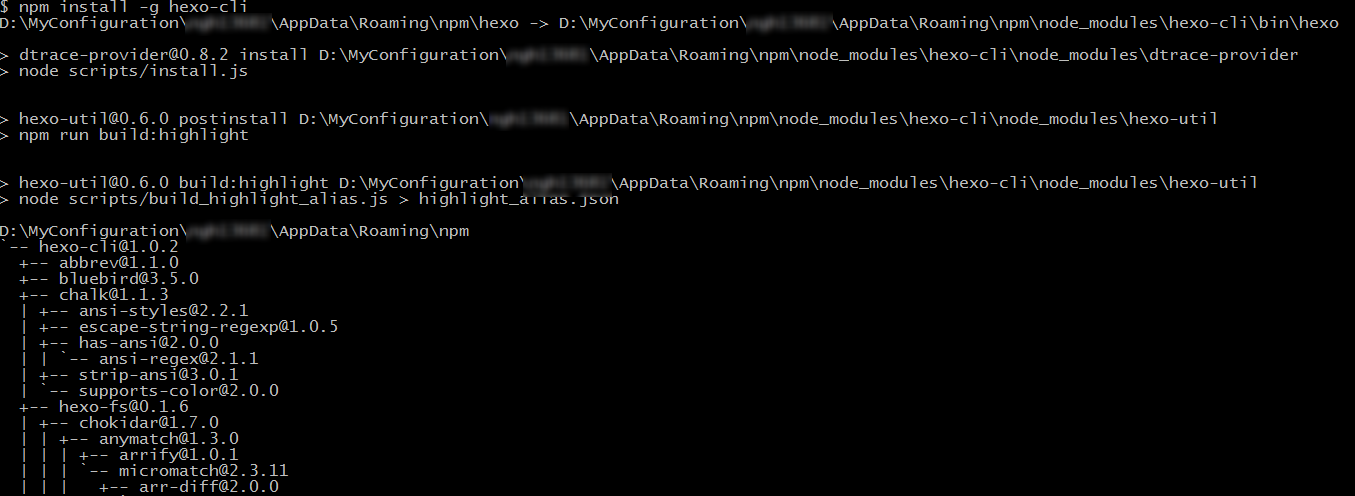 $ npm install -g hexo-cli
D:\MyConfiguration\ \AppData\Roaming\npm\hexo -> D:\MyConfiguration\ \AppData\Roaming\npm\node_modules\hexo-cli\bin\hexo
> dtrace-provider@0.8.2 install D:\MyConfiguration\ \AppData\Roaming\npm\node_modules\hexo-cli\node_modules\dtrace-provider
> node scripts/install.js
> hexo-util@0.6.0 postinstall D:\MyConfiguration\ \AppData\Roaming\npm\node_modules\hexo-cli\node_modules\hexo-util
> npm run build:highlight
> hexo-util@0.6.0 build:highlight D:\MyConfiguration\ \AppData\Roaming\npm\node_modules\hexo-cli\node_modules\hexo-util
> node scripts/build_highlight_alias.js > highlight_alias.json
D:\MyConfiguration\ \AppData\Roaming\npm
`-- hexo-cli@1.0.2
  +-- abbrev@1.1.0
  +-- bluebird@3.5.0
  +-- chalk@1.1.3
  | +-- ansi-styles@2.2.1
  | +-- escape-string-regexp@1.0.5
  | +-- has-ansi@2.0.0
  | | `-- ansi-regex@2.1.1
  | +-- strip-ansi@3.0.1
  | `-- supports-color@2.0.0
  +-- hexo-fs@0.1.6
  | +-- chokidar@1.7.0
  | | +-- anymatch@1.3.0
  | | | +-- arrify@1.0.1
  | | | `-- micromatch@2.3.11
  | | |   +-- arr-diff@2.0.0